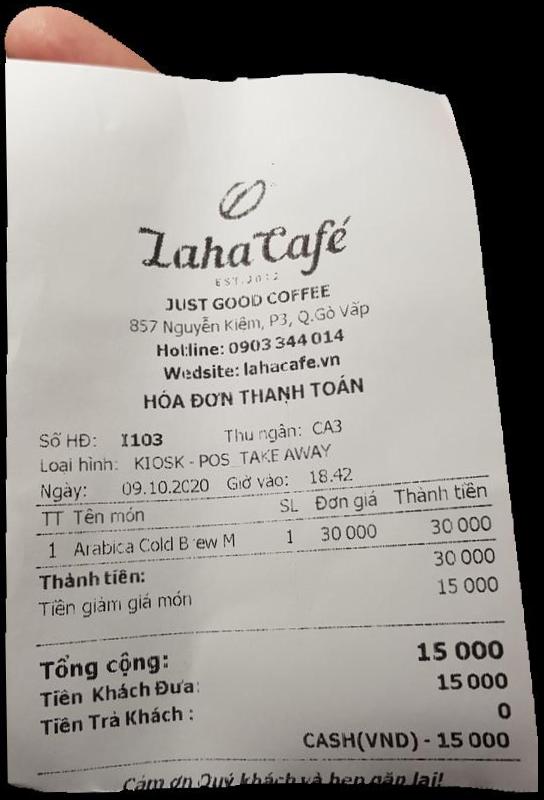 Laha Café
EST.2012
JUST GOOD COFFEE
857 Nguyễn Kiệm, P3, Q.Gò Vấp
Hotline: 0903 344 014
Wedsite: lahacafe.vn
HÓA ĐƠN THANH TOÁN
Số HĐ: I103 Thu ngân: CA3
Loại hình: KIOSK - POS_TAKE AWAY
Ngày: 09.10.2020 Giờ vào: 18.42
TT Tên món SL Đơn giá Thành tiền
1 Arabica Cold Brew M 1 30 000 30 000
Thành tiền: 30 000
Tiền giảm giá món 15 000
Tổng cộng: 15 000
Tiền Khách Đưa: 15 000
Tiền Trả Khách : 0
CASH(VND) - 15 000
Cám ơn Quý khách và hẹn gặp lại!